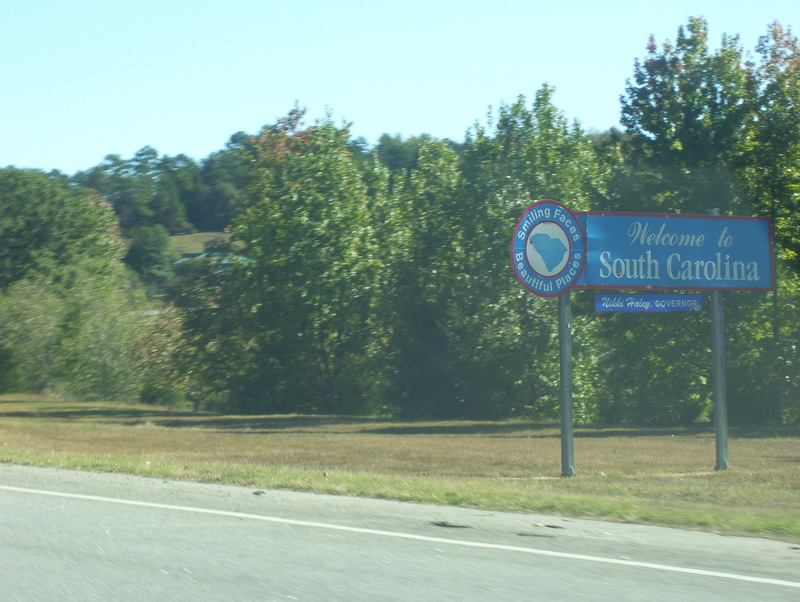 Smiling Faces
Beautiful Places
Welcome to
South Carolina
Nikki Haley, GOVERNOR